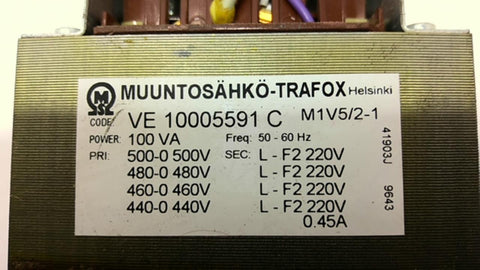 MUUNTOSÄHKÖ-TRAFOX Helsinki
CODE: VE 10005591 C M1V5/2-1
POWER: 100 VA Freq: 50 - 60 Hz
PRI: 500-0 500V SEC: L - F2 220V
480-0 480V L - F2 220V
460-0 460V L - F2 220V
440-0 440V L - F2 220V
0.45A
41903J 9643